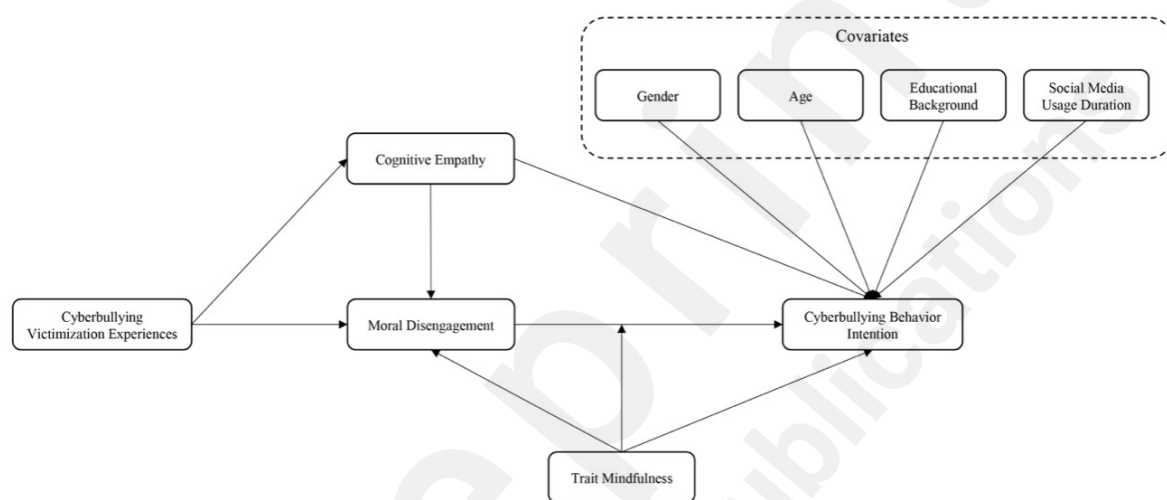 Covariates
Gender
Age
Educational
Background
Social Media
Usage Duration
Cognitive Empathy
Cyberbullying
Victimization Experiences
Moral Disengagement
Cyberbullying Behavior
Intention
Trait Mindfulness